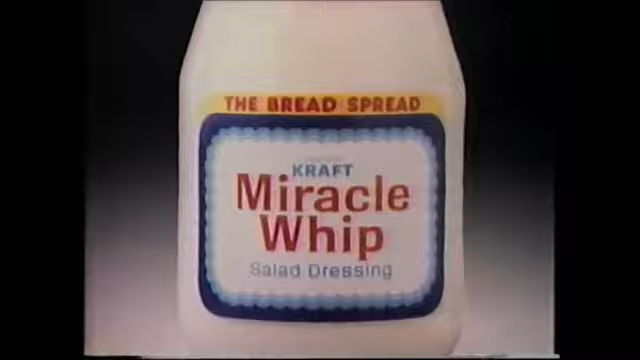 THE BREAD SPREAD
KRAFT
Miracle
Whip
Salad Dressing